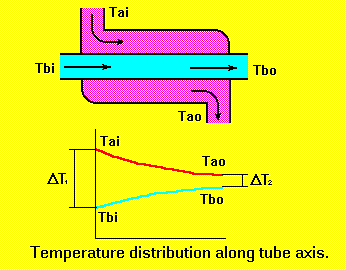 Tai
Tbi
Tbo
Tao
Tai
Tao
ΔT₁
ΔT₂
Tbi
Tbo
Temperature distribution along tube axis.